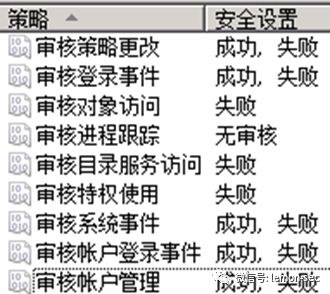 策略 安全设置
审核策略更改 成功, 失败
审核登录事件 成功, 失败
审核对象访问 失败
审核进程跟踪 无审核
审核目录服务访问 失败
审核特权使用 失败
审核系统事件 成功, 失败
审核帐户登录事件 成功, 失败
审核帐户管理 成功, 失败